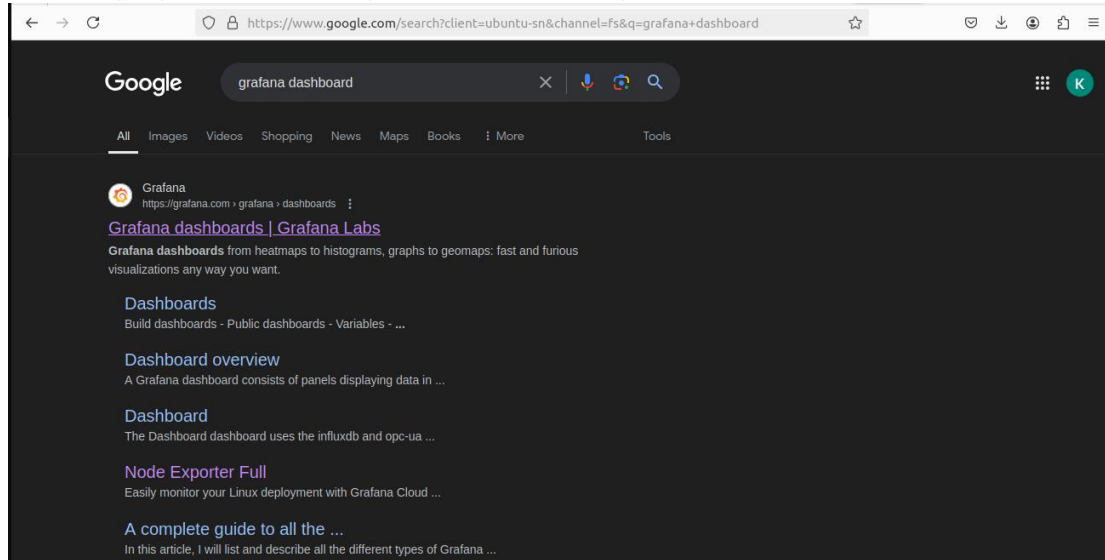 https://www.google.com/search?client=ubuntu-sn&channel=fs&q=grafana+dashboard
Google
grafana dashboard
K
All Images Videos Shopping News Maps Books More Tools
Grafana
https://grafana.com › grafana › dashboards
Grafana dashboards | Grafana Labs
Grafana dashboards from heatmaps to histograms, graphs to geomaps: fast and furious
visualizations any way you want.
Dashboards
Build dashboards - Public dashboards - Variables - ...
Dashboard overview
A Grafana dashboard consists of panels displaying data in ...
Dashboard
The Dashboard dashboard uses the influxdb and opc-ua ...
Node Exporter Full
Easily monitor your Linux deployment with Grafana Cloud ...
A complete guide to all the ...
In this article, I will list and describe all the different types of Grafana ...